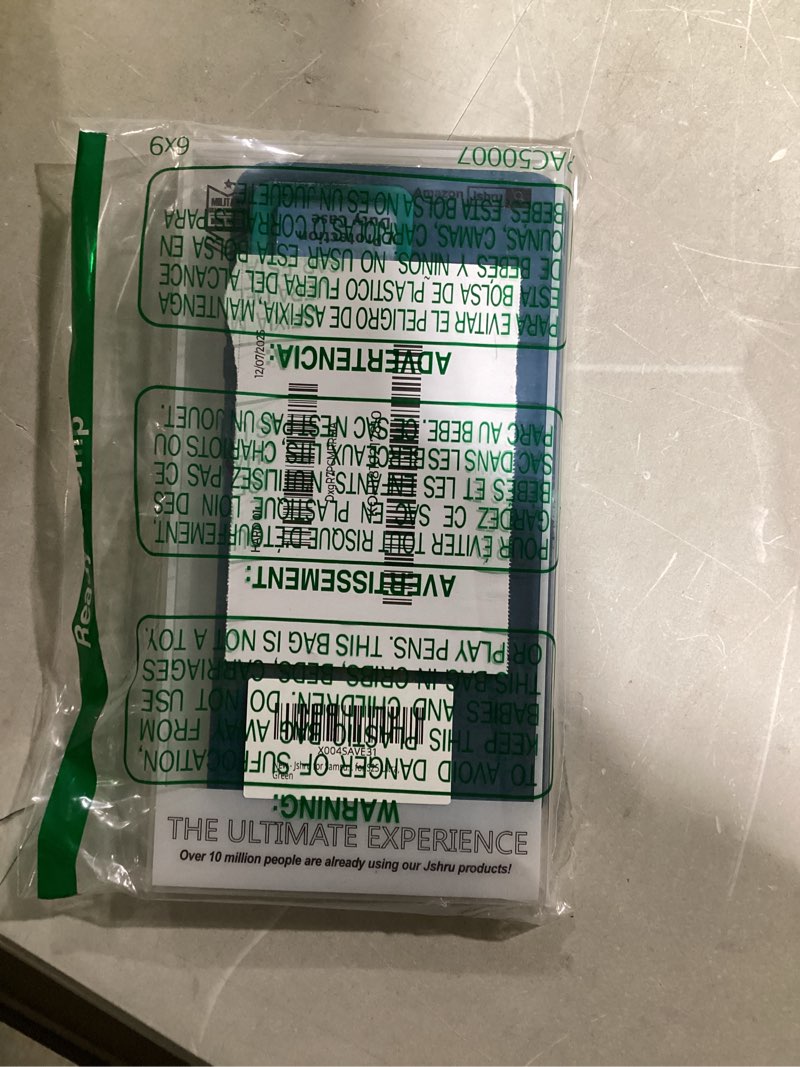 6x9
PAC50007
Amazon Jshru
Duty Case
Protection
BEBES. ESTA BOLSA NO ES UN JUGUETE
CUNAS, CAMAS, O CORRALES PARA
DE BEBES Y NIÑOS. NO USAR ESTA BOLSA EN
ESTA BOLSA DE PLASTICO FUERA DEL ALCANCE
PARA EVITAR EL PELIGRO DE ASFIXIA, MANTENGA
ADVERTENCIA:
PARC AU BEBE. CE SAC N'EST PAS UN JOUET.
SAC DANS LES BERCEAUX, LITS, CHARIOTS OU
BEBES ET LES ENFANTS. N'UTILISEZ PAS CE
GARDEZ CE SAC EN PLASTIQUE LOIN DES
POUR ÉVITER TOUT RISQUE D'ÉTOUFFEMENT,
AVERTISSEMENT:
OR PLAY PENS. THIS BAG IS NOT A TOY.
THIS BAG IN CRIBS, BEDS, CARRIAGES
BABIES AND CHILDREN. DO NOT USE
KEEP THIS PLASTIC BAG AWAY FROM
TO AVOID DANGER OF SUFFOCATION,
WARNING:
X004SAVE31
Green
THE ULTIMATE EXPERIENCE
Over 10 million people are already using our Jshru products!